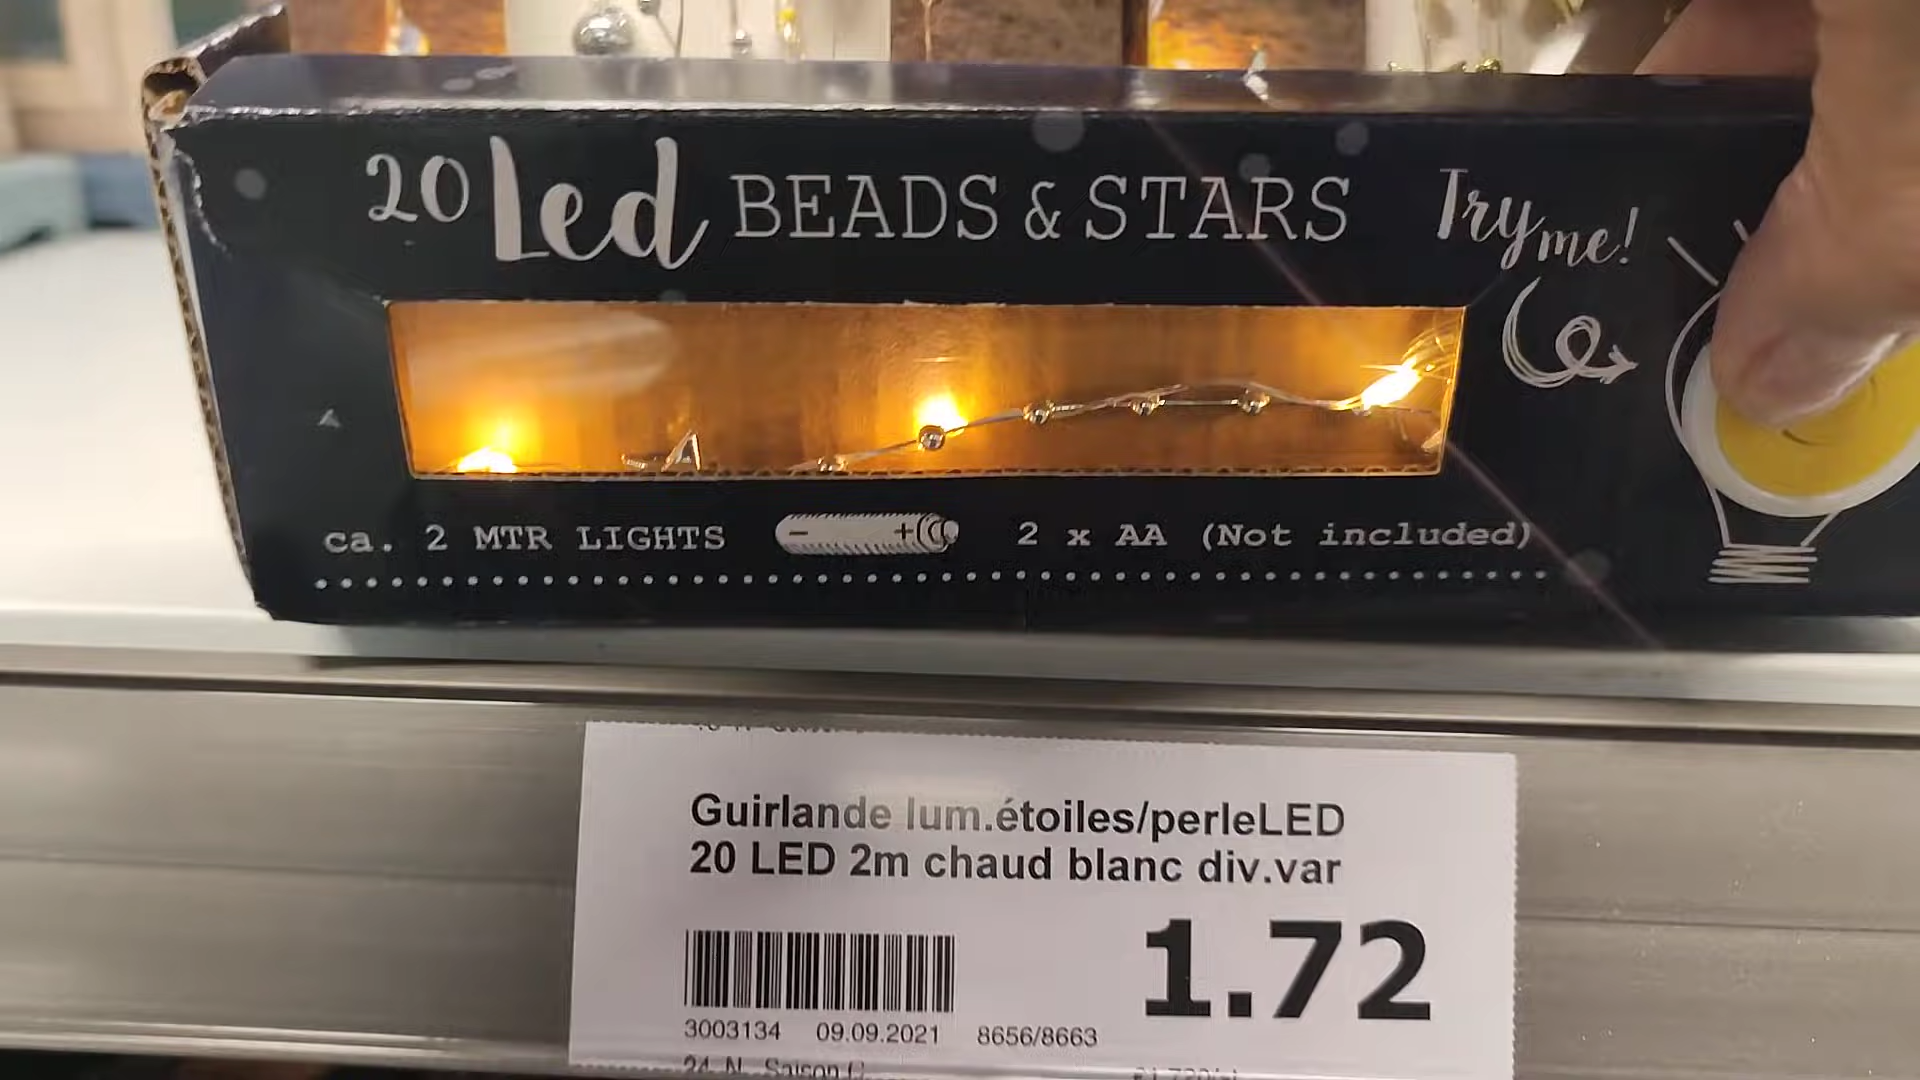 20 Led BEADS & STARS
Try me!
ca. 2 MTR LIGHTS - + 2 x AA (Not included)
Guirlande lum.étoiles/perleLED
20 LED 2m chaud blanc div.var
1.72
3003134 09.09.2021 8656/8663